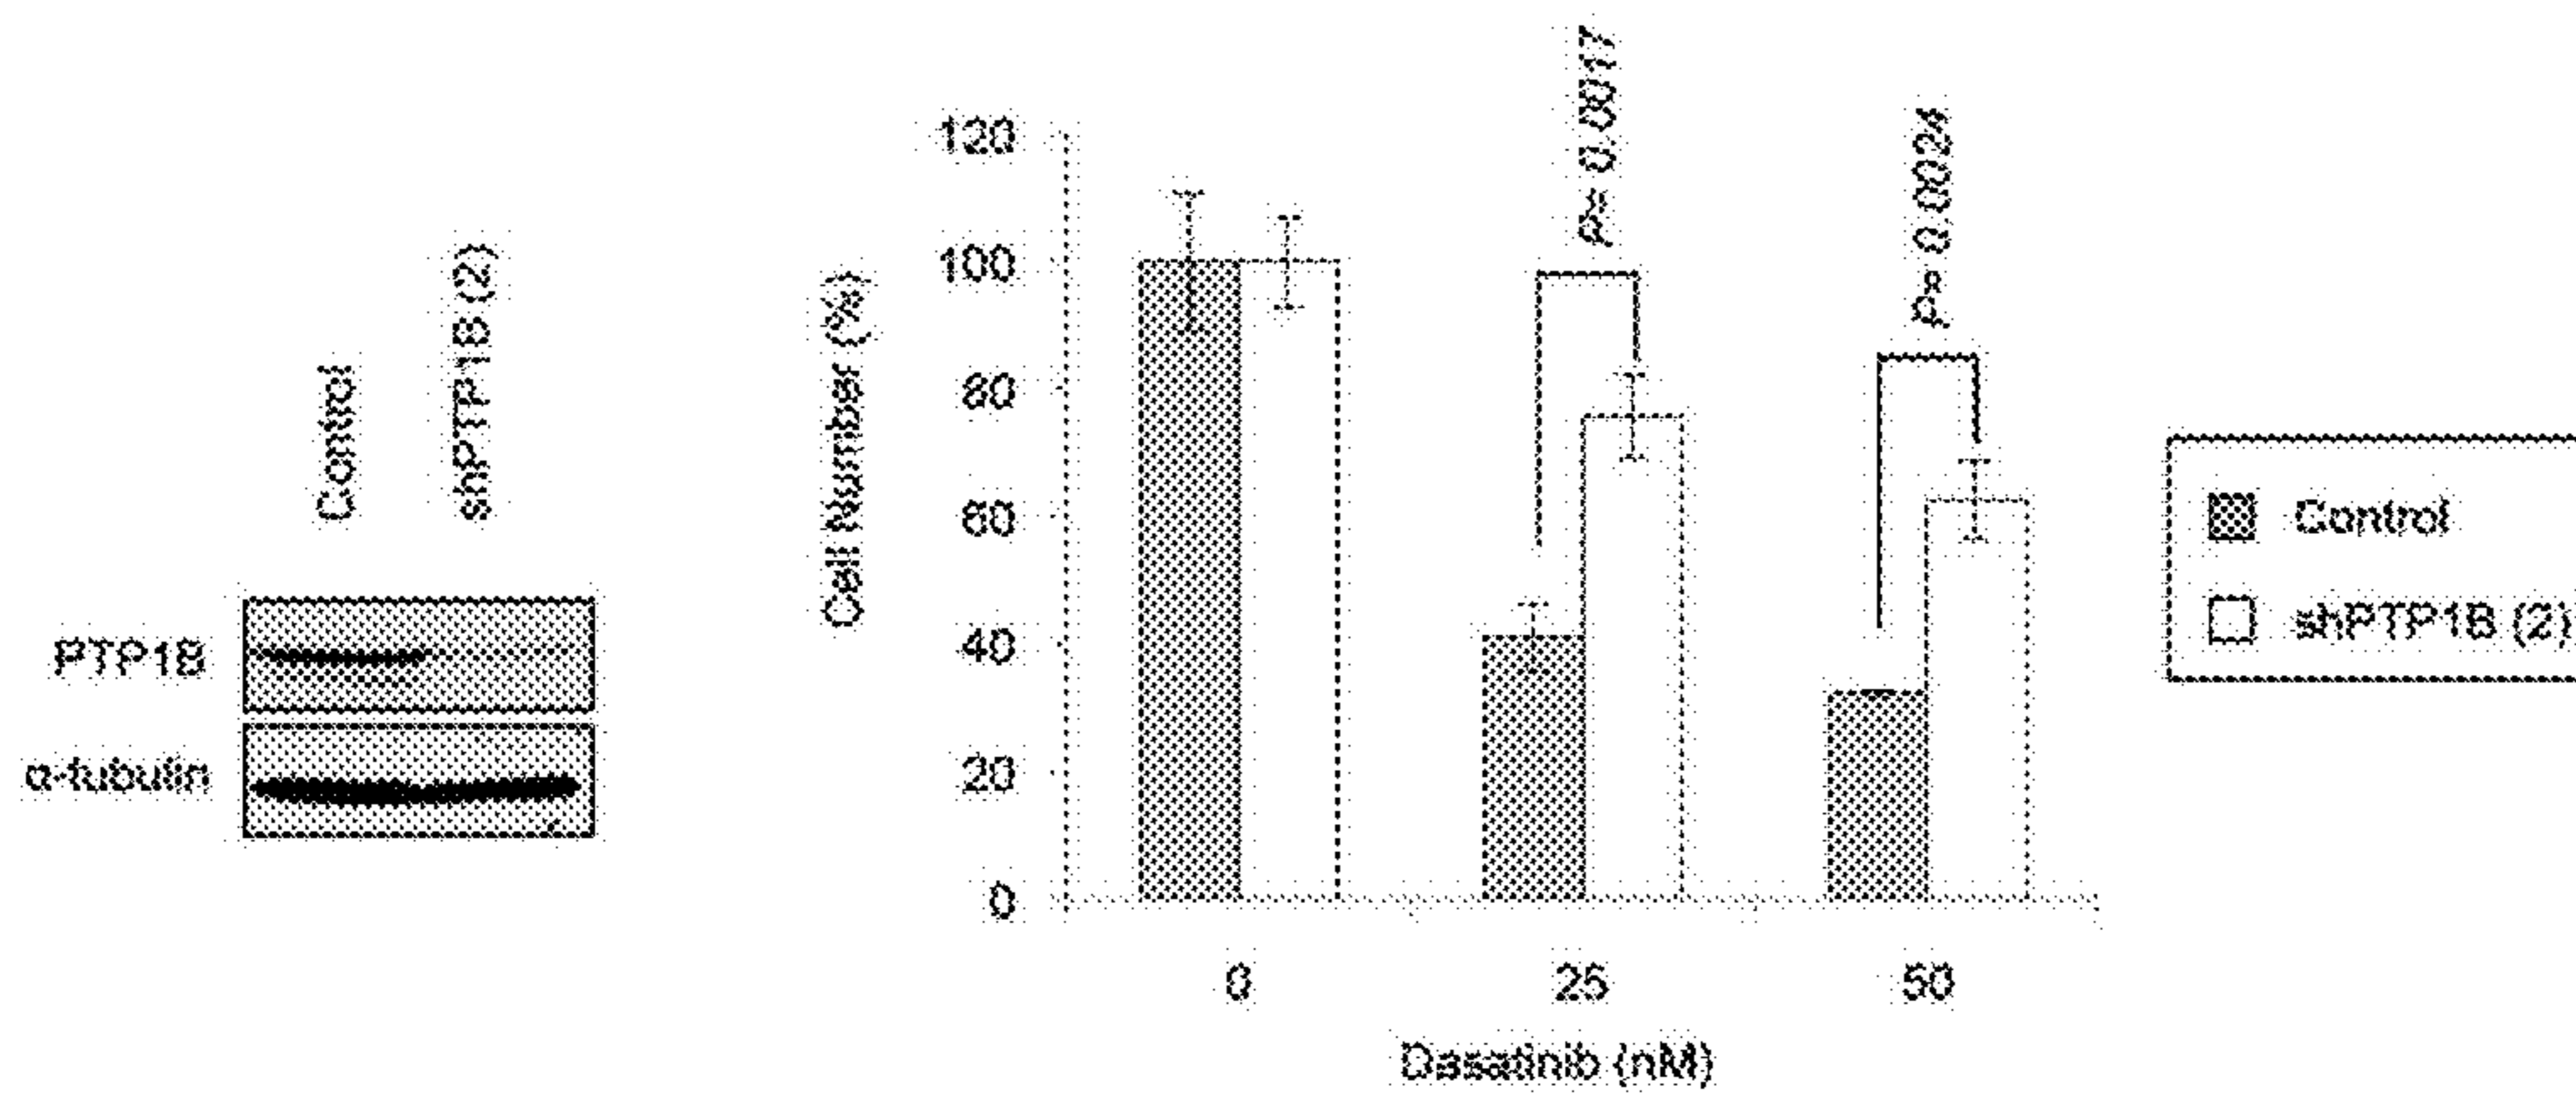 Control
shPTP1B (2)
PTP1B
α-tubulin
Cell Number (%)
120
100
80
60
40
20
0
P= 0.0017
P= 0.0024
0
25
50
Dasatinib (nM)
Control
shPTP1B (2)